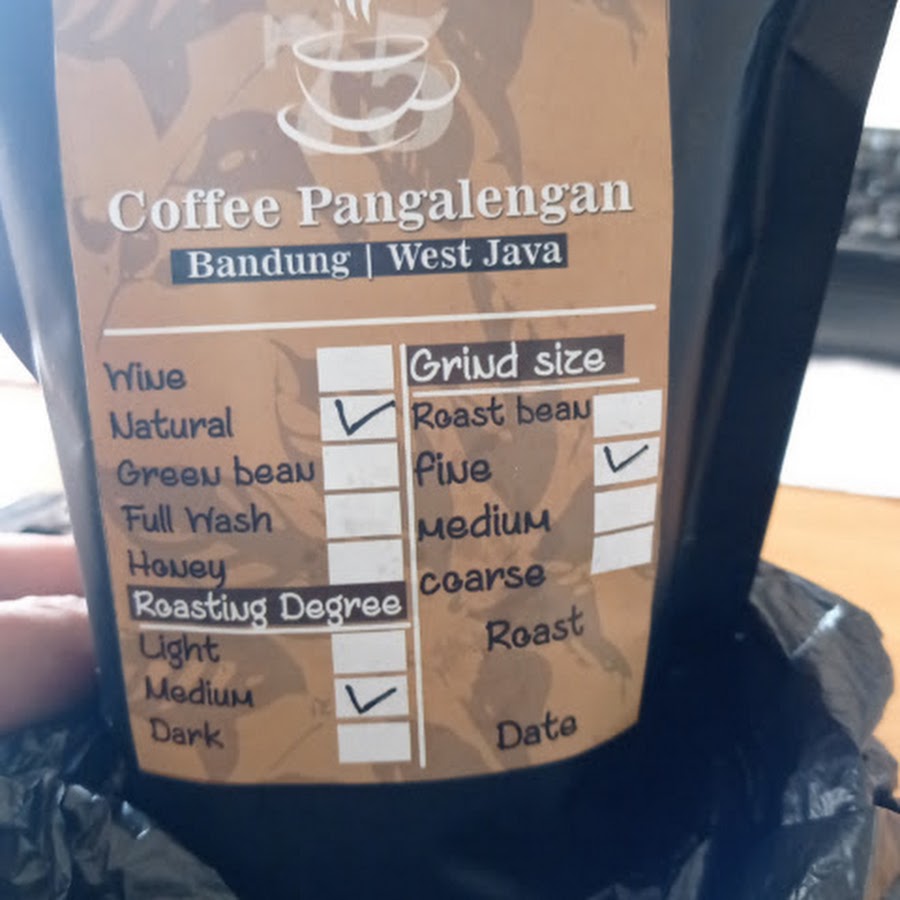 75
Coffee Pangalengan
Bandung | West Java
Wine
Natural
Green bean
Full Wash
Honey
Roasting Degree
Light
Medium
Dark
Grind size
Roast bean
fine
Medium
coarse
Roast
Date